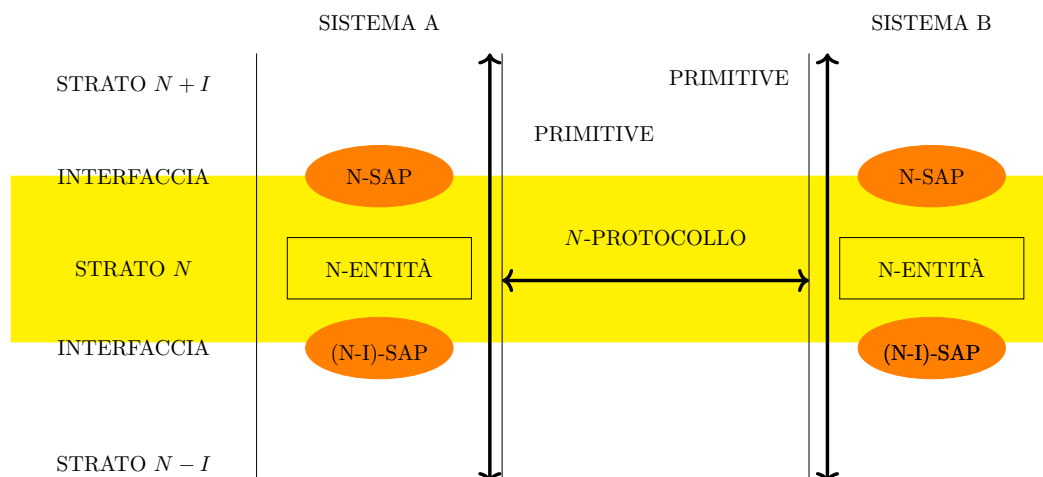 SISTEMA A SISTEMA B
STRATO N + I PRIMITIVE
PRIMITIVE
INTERFACCIA N-SAP N-SAP
N-PROTOCOLLO
STRATO N N-ENTITÀ N-ENTITÀ
INTERFACCIA (N-I)-SAP (N-I)-SAP
STRATO N − I